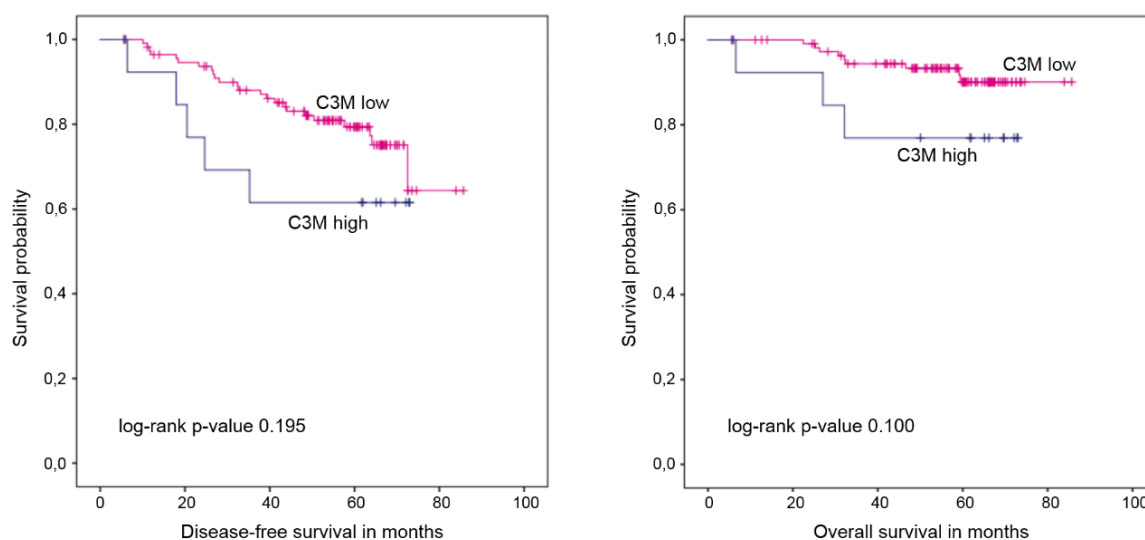 1,0
0,8
0,6
0,4
0,2
0,0
Survival probability
C3M low
C3M high
log-rank p-value 0.195
0 20 40 60 80 100
Disease-free survival in months
1,0
0,8
0,6
0,4
0,2
0,0
Survival probability
C3M low
C3M high
log-rank p-value 0.100
0 20 40 60 80 100
Overall survival in months